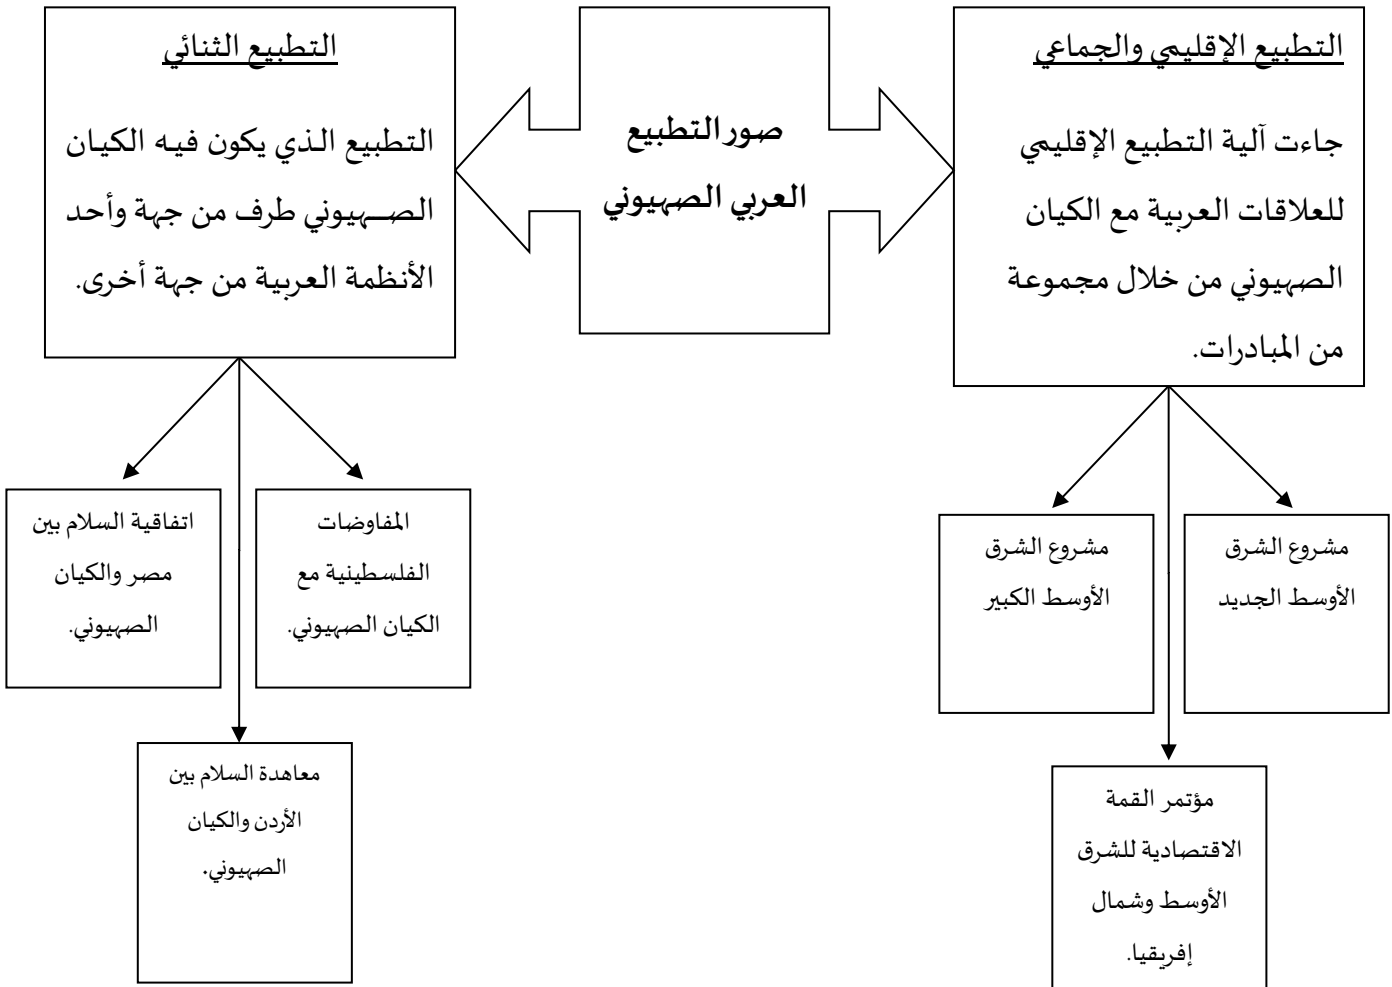 التطبيع الإقليمي والجماعي
جاءت آلية التطبيع الإقليمي
للعلاقات العربية مع الكيان
الصهيوني من خلال مجموعة
من المبادرات.
صور التطبيع
العربي الصهيوني
التطبيع الثنائي
التطبيع الذي يكون فيه الكيان
الصهيوني طرف من جهة وأحد
الأنظمة العربية من جهة أخرى.
مشروع الشرق
الأوسط الجديد
مشروع الشرق
الأوسط الكبير
مؤتمر القمة
الاقتصادية للشرق
الأوسط وشمال
إفريقيا.
المفاوضات
الفلسطينية مع
الكيان الصهيوني.
اتفاقية السلام بين
مصر والكيان
الصهيوني.
معاهدة السلام بين
الأردن والكيان
الصهيوني.